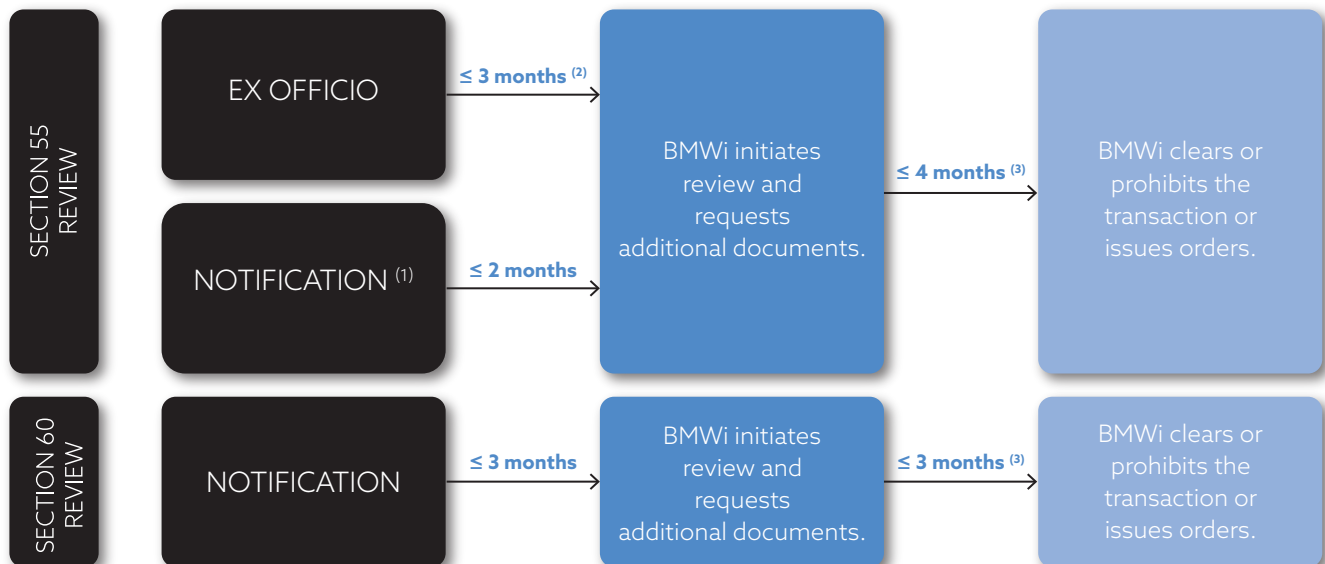 SECTION 55
REVIEW
EX OFFICIO
≤ 3 months (2)
NOTIFICATION (1)
≤ 2 months
BMWi initiates
review and
requests
additional documents.
≤ 4 months (3)
BMWi clears or
prohibits the
transaction or
issues orders.
SECTION 60
REVIEW
NOTIFICATION
≤ 3 months
BMWi initiates
review and
requests
additional documents.
≤ 3 months (3)
BMWi clears or
prohibits the
transaction or
issues orders.